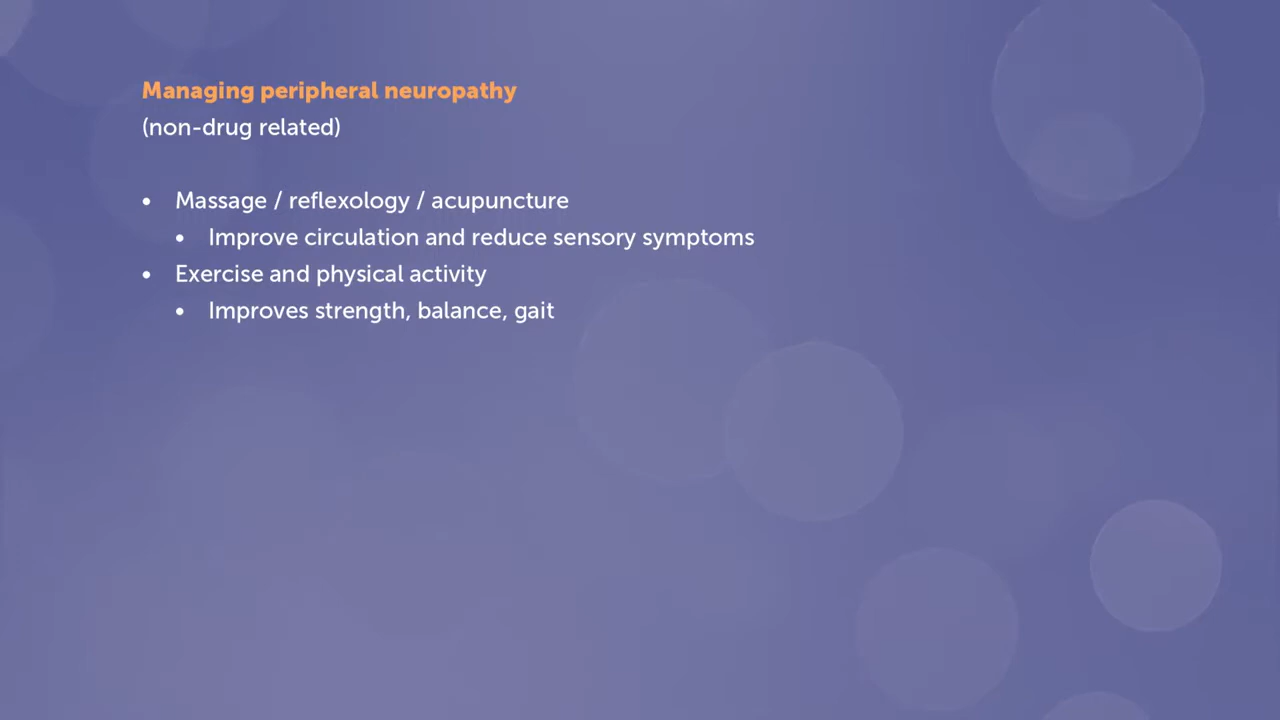 Managing peripheral neuropathy
(non-drug related)
• Massage / reflexology / acupuncture
• Improve circulation and reduce sensory symptoms
• Exercise and physical activity
• Improves strength, balance, gait